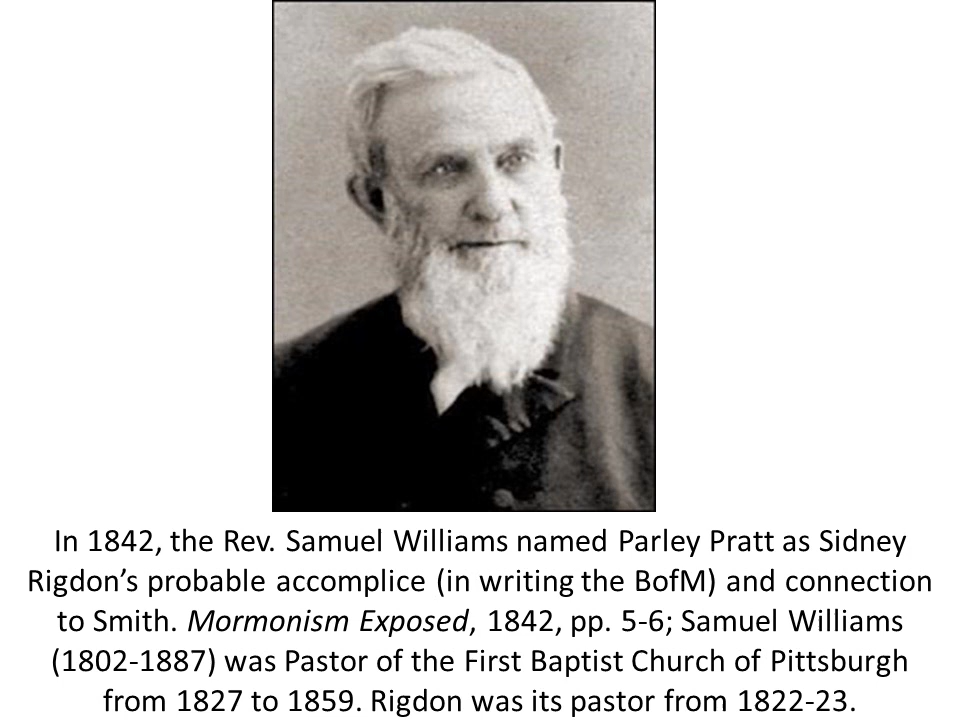 In 1842, the Rev. Samuel Williams named Parley Pratt as Sidney
Rigdon’s probable accomplice (in writing the BofM) and connection
to Smith. Mormonism Exposed, 1842, pp. 5-6; Samuel Williams
(1802-1887) was Pastor of the First Baptist Church of Pittsburgh
from 1827 to 1859. Rigdon was its pastor from 1822-23.